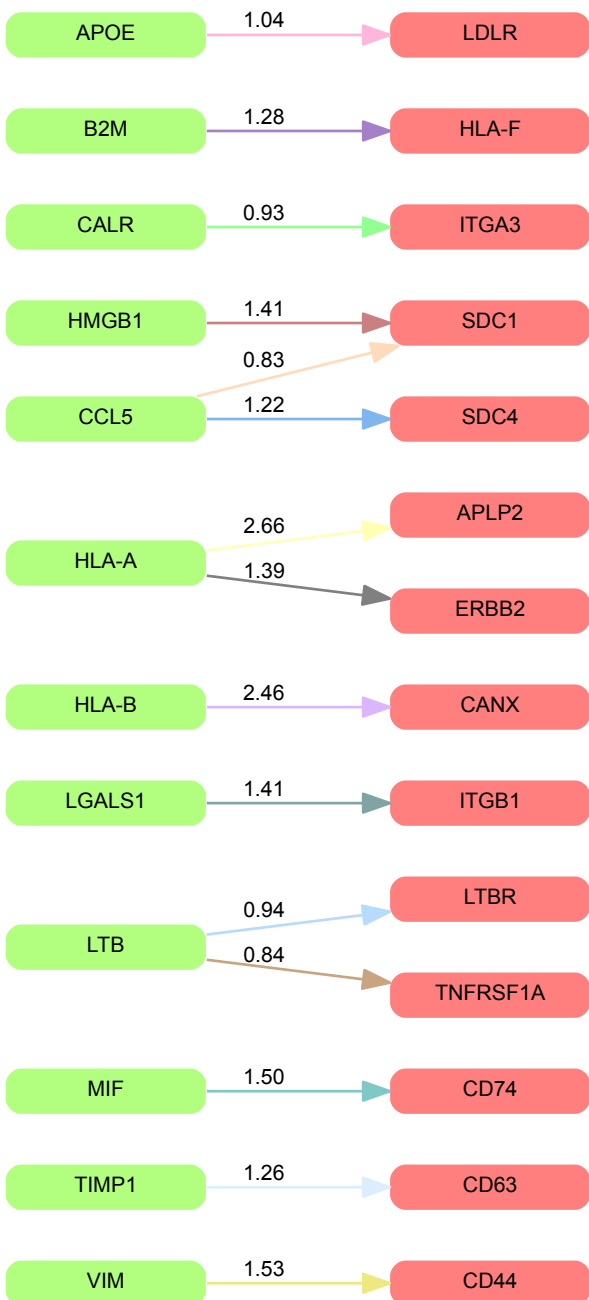 APOE 1.04 LDLR
B2M 1.28 HLA-F
CALR 0.93 ITGA3
HMGB1 1.41 SDC1
0.83
CCL5 1.22 SDC4
APLP2
2.66
HLA-A
1.39
ERBB2
HLA-B 2.46 CANX
LGALS1 1.41 ITGB1
LTBR
0.94
LTB
0.84
TNFRSF1A
MIF 1.50 CD74
TIMP1 1.26 CD63
VIM 1.53 CD44